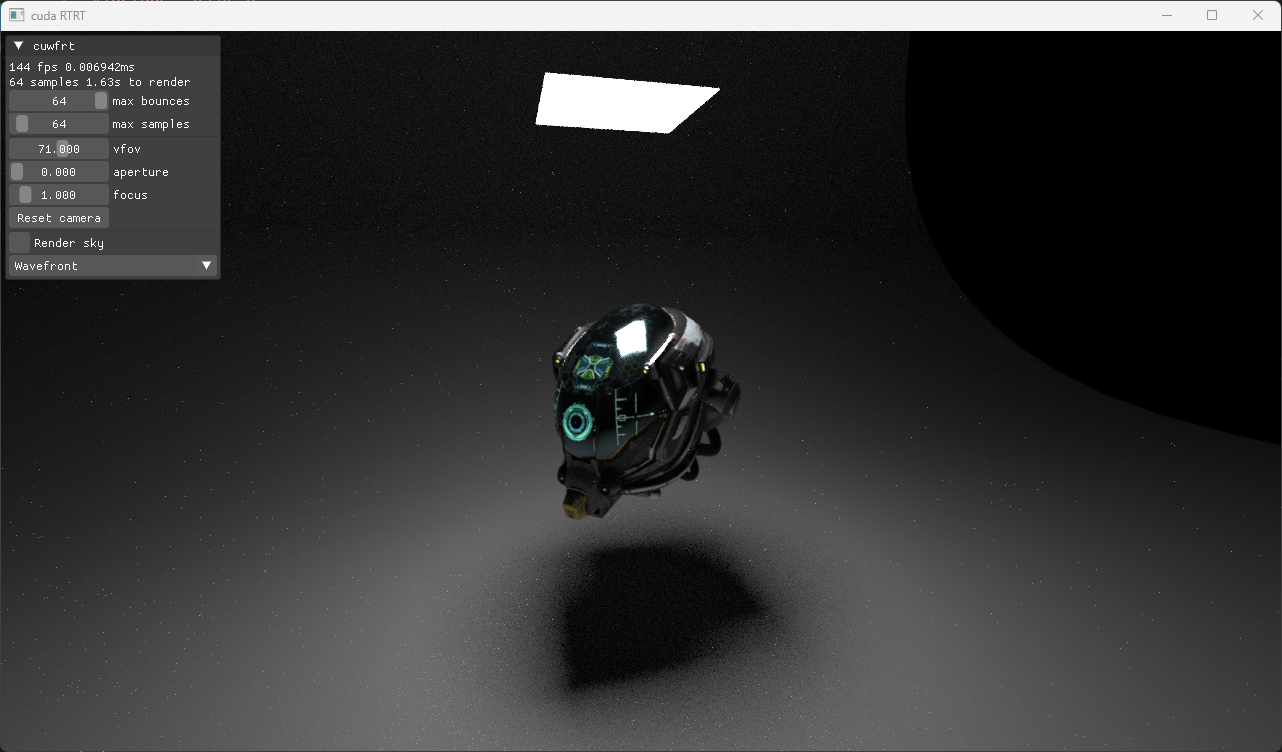 cuda RTRT
cuwfrt
144 fps 0.006942ms
64 samples 1.63s to render
64 max bounces
64 max samples
71.000 vfov
0.000 aperture
1.000 focus
Reset camera
Render sky
Wavefront